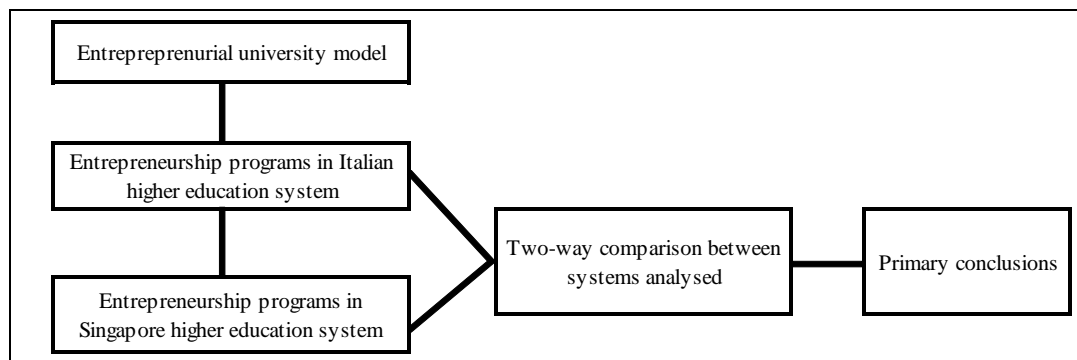 Entrepreprenurial university model
Entrepreneurship programs in Italian
higher education system
Entrepreneurship programs in
Singapore higher education system
Two-way comparison between
systems analysed
Primary conclusions